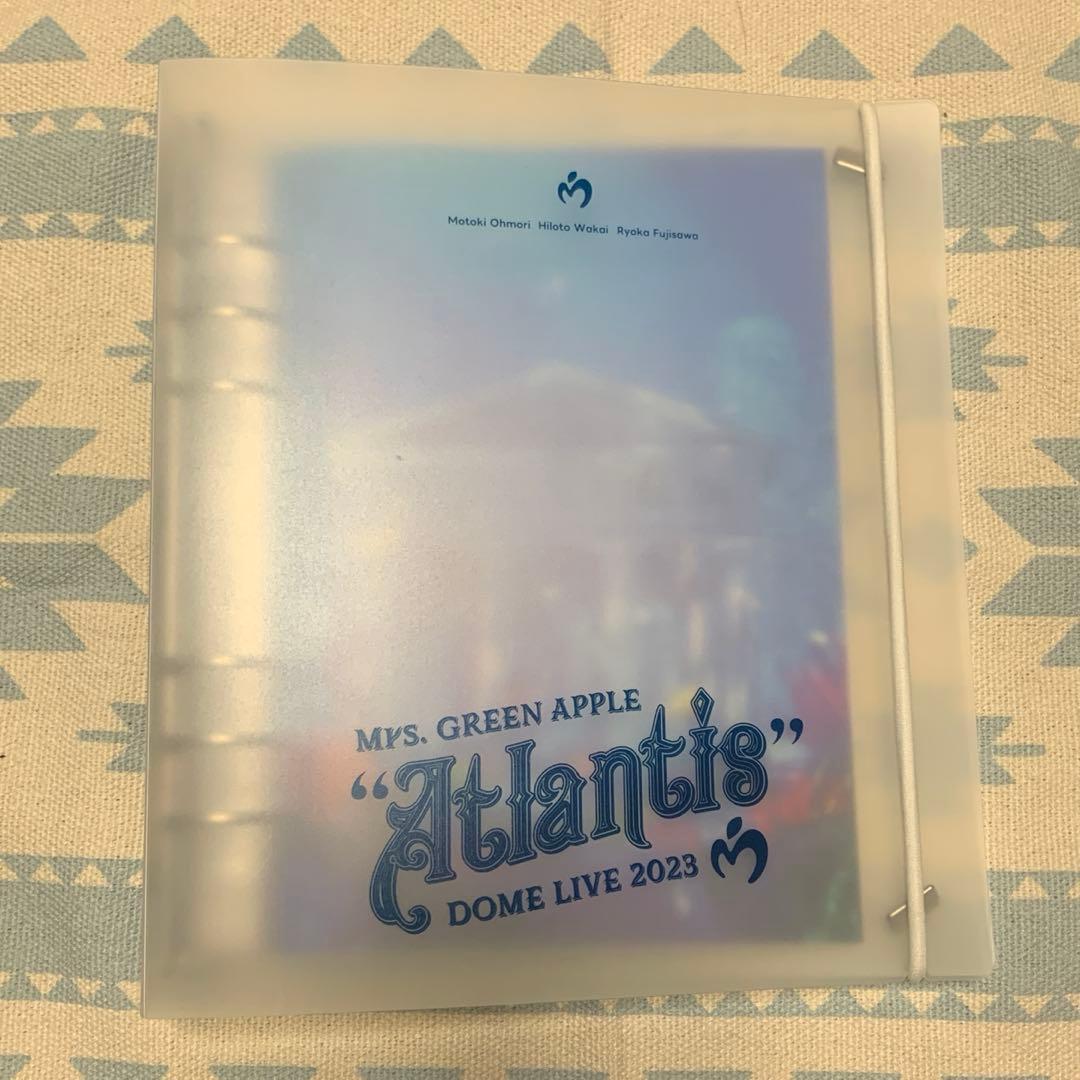 Motoki Ohmori Hiloto Wakai Ryoka Fujisawa
Mrs. GREEN APPLE
“Atlantis”
DOME LIVE 2023